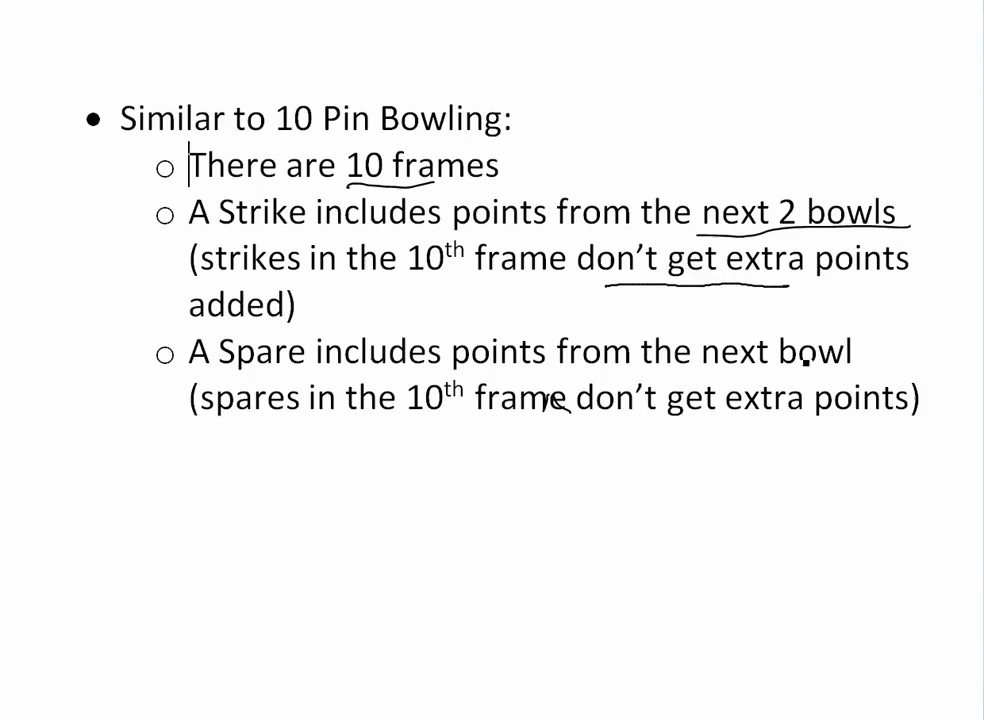 • Similar to 10 Pin Bowling:
○ There are 10 frames
○ A Strike includes points from the next 2 bowls
(strikes in the 10th frame don't get extra points
added)
○ A Spare includes points from the next bowl
(spares in the 10th frame don't get extra points)